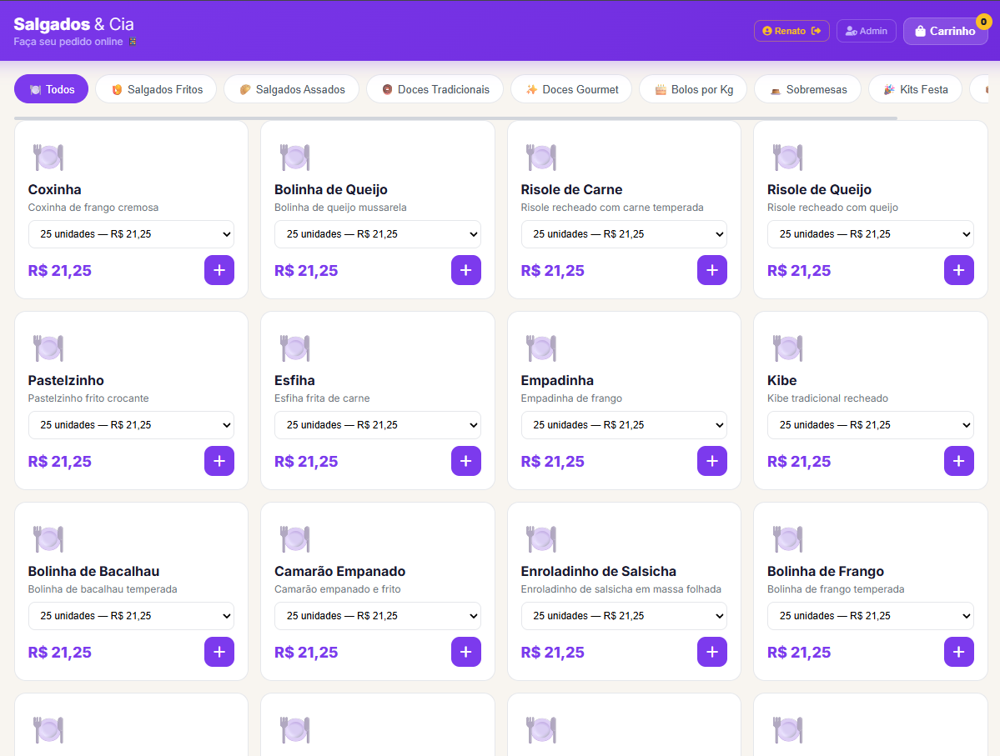 Salgados & Cia
Faça seu pedido online
Renato
Admin
Carrinho
0
Todos
Salgados Fritos
Salgados Assados
Doces Tradicionais
Doces Gourmet
Bolos por Kg
Sobremesas
Kits Festa
Coxinha
Coxinha de frango cremosa
25 unidades — R$ 21,25
R$ 21,25
+
Bolinha de Queijo
Bolinha de queijo mussarela
25 unidades — R$ 21,25
R$ 21,25
+
Risole de Carne
Risole recheado com carne temperada
25 unidades — R$ 21,25
R$ 21,25
+
Risole de Queijo
Risole recheado com queijo
25 unidades — R$ 21,25
R$ 21,25
+
Pastelzinho
Pastelzinho frito crocante
25 unidades — R$ 21,25
R$ 21,25
+
Esfiha
Esfiha frita de carne
25 unidades — R$ 21,25
R$ 21,25
+
Empadinha
Empadinha de frango
25 unidades — R$ 21,25
R$ 21,25
+
Kibe
Kibe tradicional recheado
25 unidades — R$ 21,25
R$ 21,25
+
Bolinha de Bacalhau
Bolinha de bacalhau temperada
25 unidades — R$ 21,25
R$ 21,25
+
Camarão Empanado
Camarão empanado e frito
25 unidades — R$ 21,25
R$ 21,25
+
Enroladinho de Salsicha
Enroladinho de salsicha em massa folhada
25 unidades — R$ 21,25
R$ 21,25
+
Bolinha de Frango
Bolinha de frango temperada
25 unidades — R$ 21,25
R$ 21,25
+